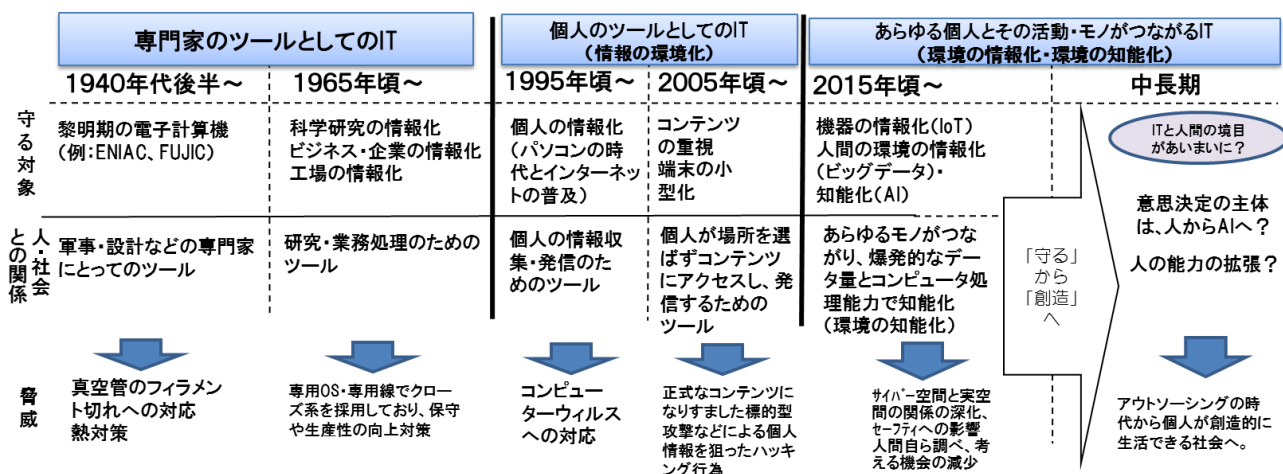 専門家のツールとしてのIT
個人のツールとしてのIT
(情報の環境化)
あらゆる個人とその活動・モノがつながるIT
(環境の情報化・環境の知能化)
1940年代後半～
1965年頃～
1995年頃～
2005年頃～
2015年頃～
中長期
守る対象
黎明期の電子計算機
(例:ENIAC、FUJIC)
科学研究の情報化
ビジネス・企業の情報化
工場の情報化
個人の情報化
(パソコンの時
代とインターネッ
トの普及)
コンテンツ
の重視
端末の小
型化
機器の情報化(IoT)
人間の環境の情報化
(ビッグデータ)・
知能化(AI)
ITと人間の境目
があいまいに？
意思決定の主体
は、人からAIへ？
人の能力の拡張？
人・社会
との関係
軍事・設計などの専門家
にとってのツール
研究・業務処理のための
ツール
個人の情報収
集・発信のた
めのツール
個人が場所を選
ばずコンテンツ
にアクセスし、発
信するための
ツール
あらゆるモノがつな
がり、爆発的なデー
タ量とコンピュータ処
理能力で知能化
(環境の知能化)
「守る」
から
「創造」
へ
脅威
真空管のフィラメン
ト切れへの対応
熱対策
専用OS・専用線でクロー
ズ系を採用しており、保守
や生産性の向上対策
コンピュー
ターウィルス
への対応
正式なコンテンツに
なりすました標的型
攻撃などによる個人
情報を狙ったハッキ
ング行為
サイバー空間と実空
間の関係の深化、
セーフティへの影響
人間自ら調べ、考
える機会の減少
アウトソーシングの時
代から個人が創造的に
生活できる社会へ。